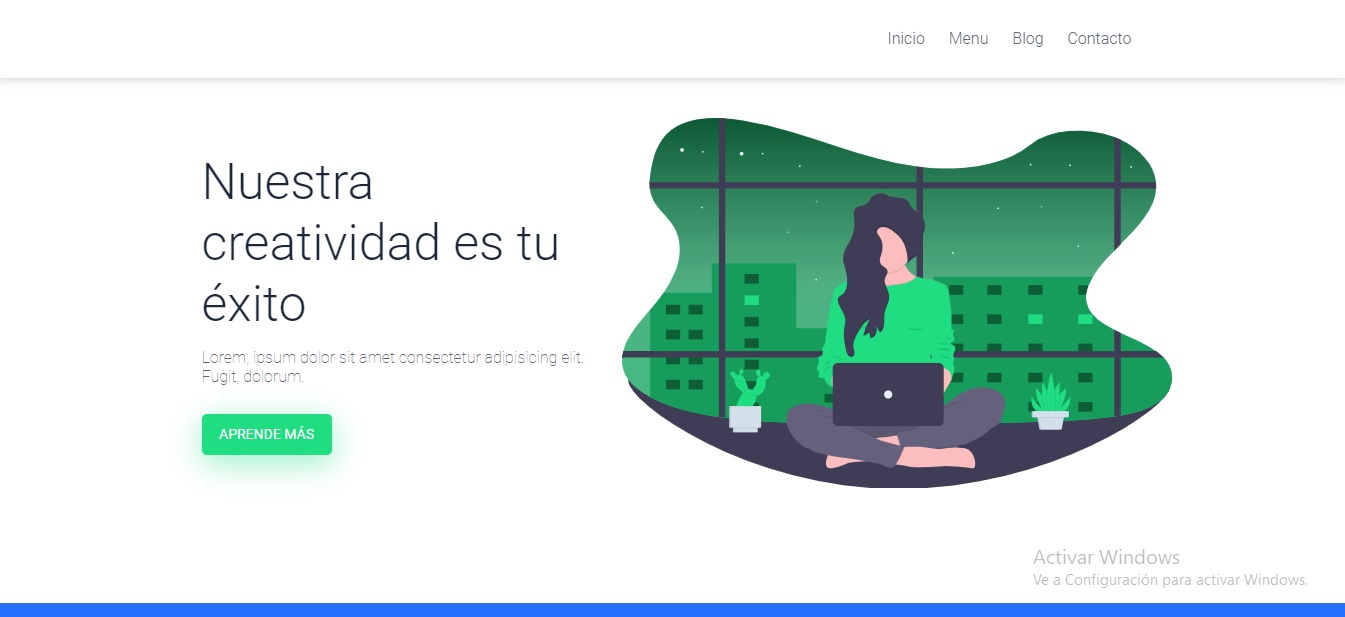 Inicio Menu Blog Contacto
Nuestra
creatividad es tu
éxito
Lorem, ipsum dolor sit amet consectetur adipisicing elit.
Fugit, dolorum.
APRENDE MÁS
Activar Windows
Ve a Configuración para activar Windows.